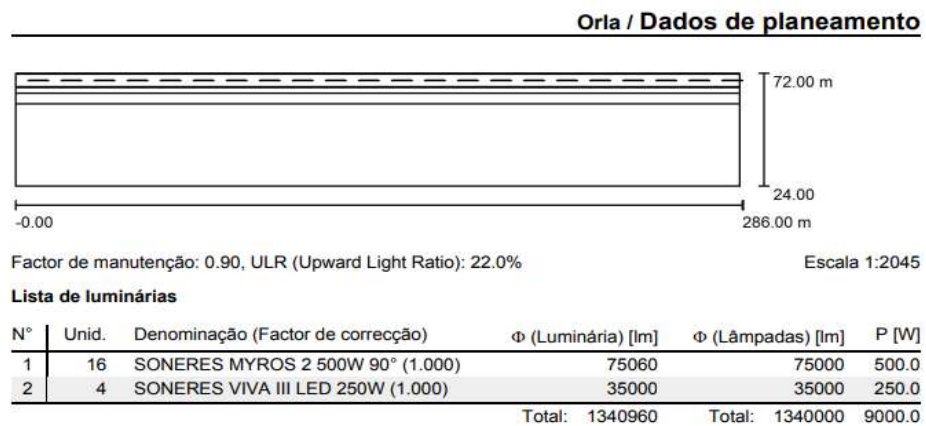 Orla / Dados de planeamento
72.00 m
24.00
-0.00 286.00 m
Factor de manutenção: 0.90, ULR (Upward Light Ratio): 22.0% Escala 1:2045
Lista de luminárias
N° Unid. Denominação (Factor de correcção) Φ (Luminária) [lm] Φ (Lâmpadas) [lm] P [W]
1 16 SONERES MYROS 2 500W 90° (1.000) 75060 75000 500.0
2 4 SONERES VIVA III LED 250W (1.000) 35000 35000 250.0
Total: 1340960 Total: 1340000 9000.0